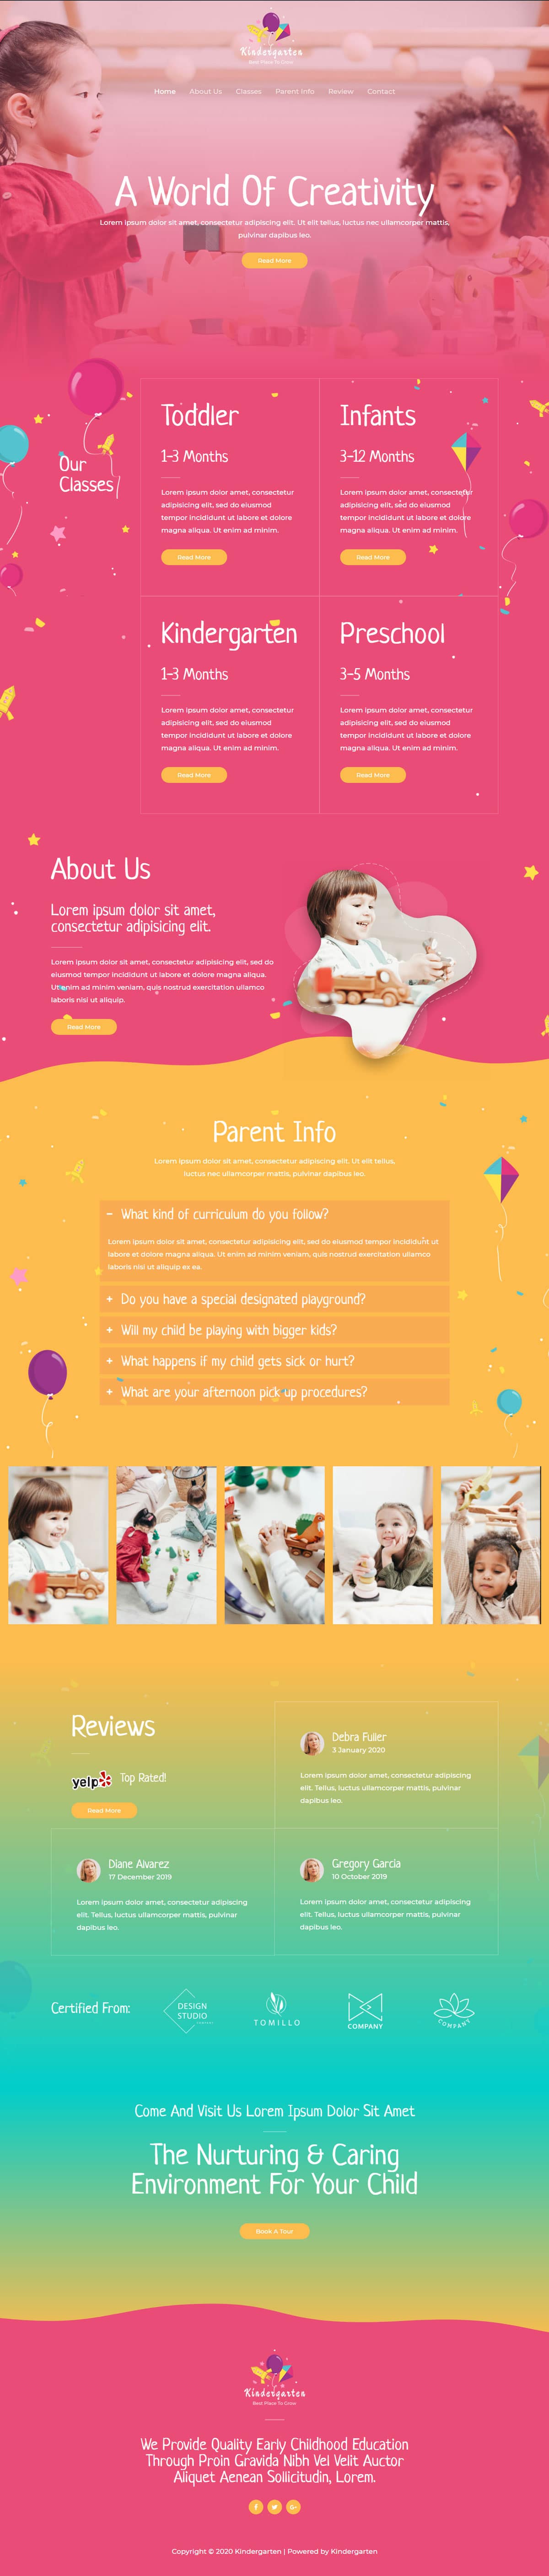 Kindergarten
Best Place To Grow
Home About Us Classes Parent Info Review Contact
A World Of Creativity
Lorem ipsum dolor sit amet, consectetur adipiscing elit. Ut elit tellus, luctus nec ullamcorper mattis,
pulvinar dapibus leo.
Read More
Our
Classes
Toddler
1-3 Months
Lorem ipsum dolor amet, consectetur
adipisicing elit, sed do eiusmod
tempor incididunt ut labore et dolore
magna aliqua. Ut enim ad minim.
Read More
Infants
3-12 Months
Lorem ipsum dolor amet, consectetur
adipisicing elit, sed do eiusmod
tempor incididunt ut labore et dolore
magna aliqua. Ut enim ad minim.
Read More
Kindergarten
1-3 Months
Lorem ipsum dolor amet, consectetur
adipisicing elit, sed do eiusmod
tempor incididunt ut labore et dolore
magna aliqua. Ut enim ad minim.
Read More
Preschool
3-5 Months
Lorem ipsum dolor amet, consectetur
adipisicing elit, sed do eiusmod
tempor incididunt ut labore et dolore
magna aliqua. Ut enim ad minim.
Read More
About Us
Lorem ipsum dolor sit amet,
consectetur adipisicing elit.
Lorem ipsum dolor sit amet, consectetur adipisicing elit, sed do
eiusmod tempor incididunt ut labore et dolore magna aliqua.
Ut enim ad minim veniam, quis nostrud exercitation ullamco
laboris nisi ut aliquip.
Read More
Parent Info
Lorem ipsum dolor sit amet, consectetur adipiscing elit. Ut elit tellus,
luctus nec ullamcorper mattis, pulvinar dapibus leo.
− What kind of curriculum do you follow?
Lorem ipsum dolor sit amet, consectetur adipisicing elit, sed do eiusmod tempor incididunt ut
labore et dolore magna aliqua. Ut enim ad minim veniam, quis nostrud exercitation ullamco
laboris nisi ut aliquip ex ea.
+ Do you have a special designated playground?
+ Will my child be playing with bigger kids?
+ What happens if my child gets sick or hurt?
+ What are your afternoon pick-up procedures?
Reviews
yelp Top Rated!
Read More
Debra Fuller
3 January 2020
Lorem ipsum dolor amet, consectetur adipiscing
elit. Tellus, luctus ullamcorper mattis, pulvinar
dapibus leo.
Diane Alvarez
17 December 2019
Lorem ipsum dolor amet, consectetur adipiscing
elit. Tellus, luctus ullamcorper mattis, pulvinar
dapibus leo.
Gregory Garcia
10 October 2019
Lorem ipsum dolor amet, consectetur adipiscing
elit. Tellus, luctus ullamcorper mattis, pulvinar
dapibus leo.
Certified From:
DESIGN
STUDIO
COMPANY
TOMILLO
COMPANY
COMPANY
Come And Visit Us Lorem Ipsum Dolor Sit Amet
The Nurturing & Caring
Environment For Your Child
Book A Tour
Kindergarten
Best Place To Grow
We Provide Quality Early Childhood Education
Through Proin Gravida Nibh Vel Velit Auctor
Aliquet Aenean Sollicitudin, Lorem.
Copyright © 2020 Kindergarten | Powered by Kindergarten